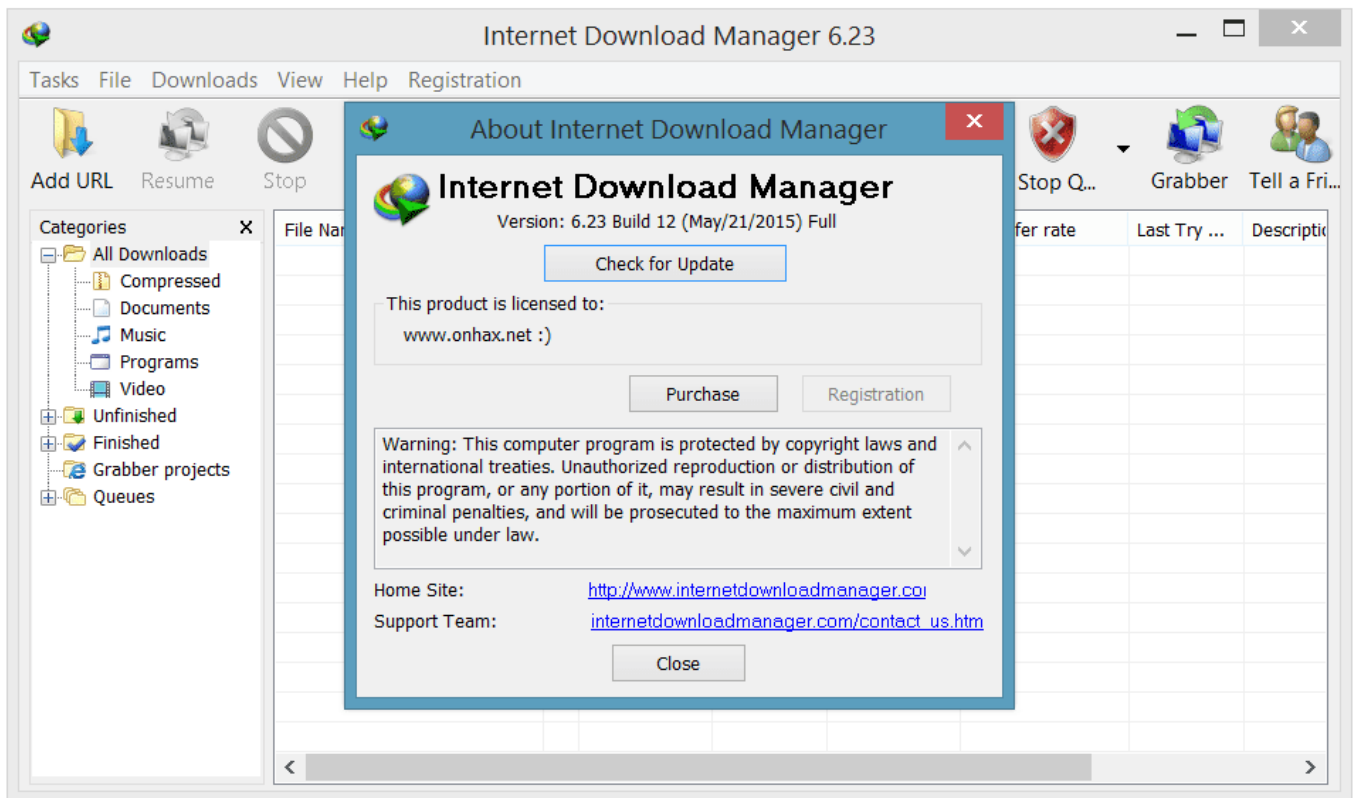 Internet Download Manager 6.23
Tasks File Downloads View Help Registration
Add URL Resume Stop Stop Q... Grabber Tell a Fri...
About Internet Download Manager
Internet Download Manager
Version: 6.23 Build 12 (May/21/2015) Full
Check for Update
This product is licensed to:
www.onhax.net :)
Purchase Registration
Warning: This computer program is protected by copyright laws and
international treaties. Unauthorized reproduction or distribution of
this program, or any portion of it, may result in severe civil and
criminal penalties, and will be prosecuted to the maximum extent
possible under law.
Home Site: http://www.internetdownloadmanager.co
Support Team: internetdownloadmanager.com/contact_us.htm
Close
Categories
All Downloads
Compressed
Documents
Music
Programs
Video
Unfinished
Finished
Grabber projects
Queues
File Nar fer rate Last Try ... Descriptic